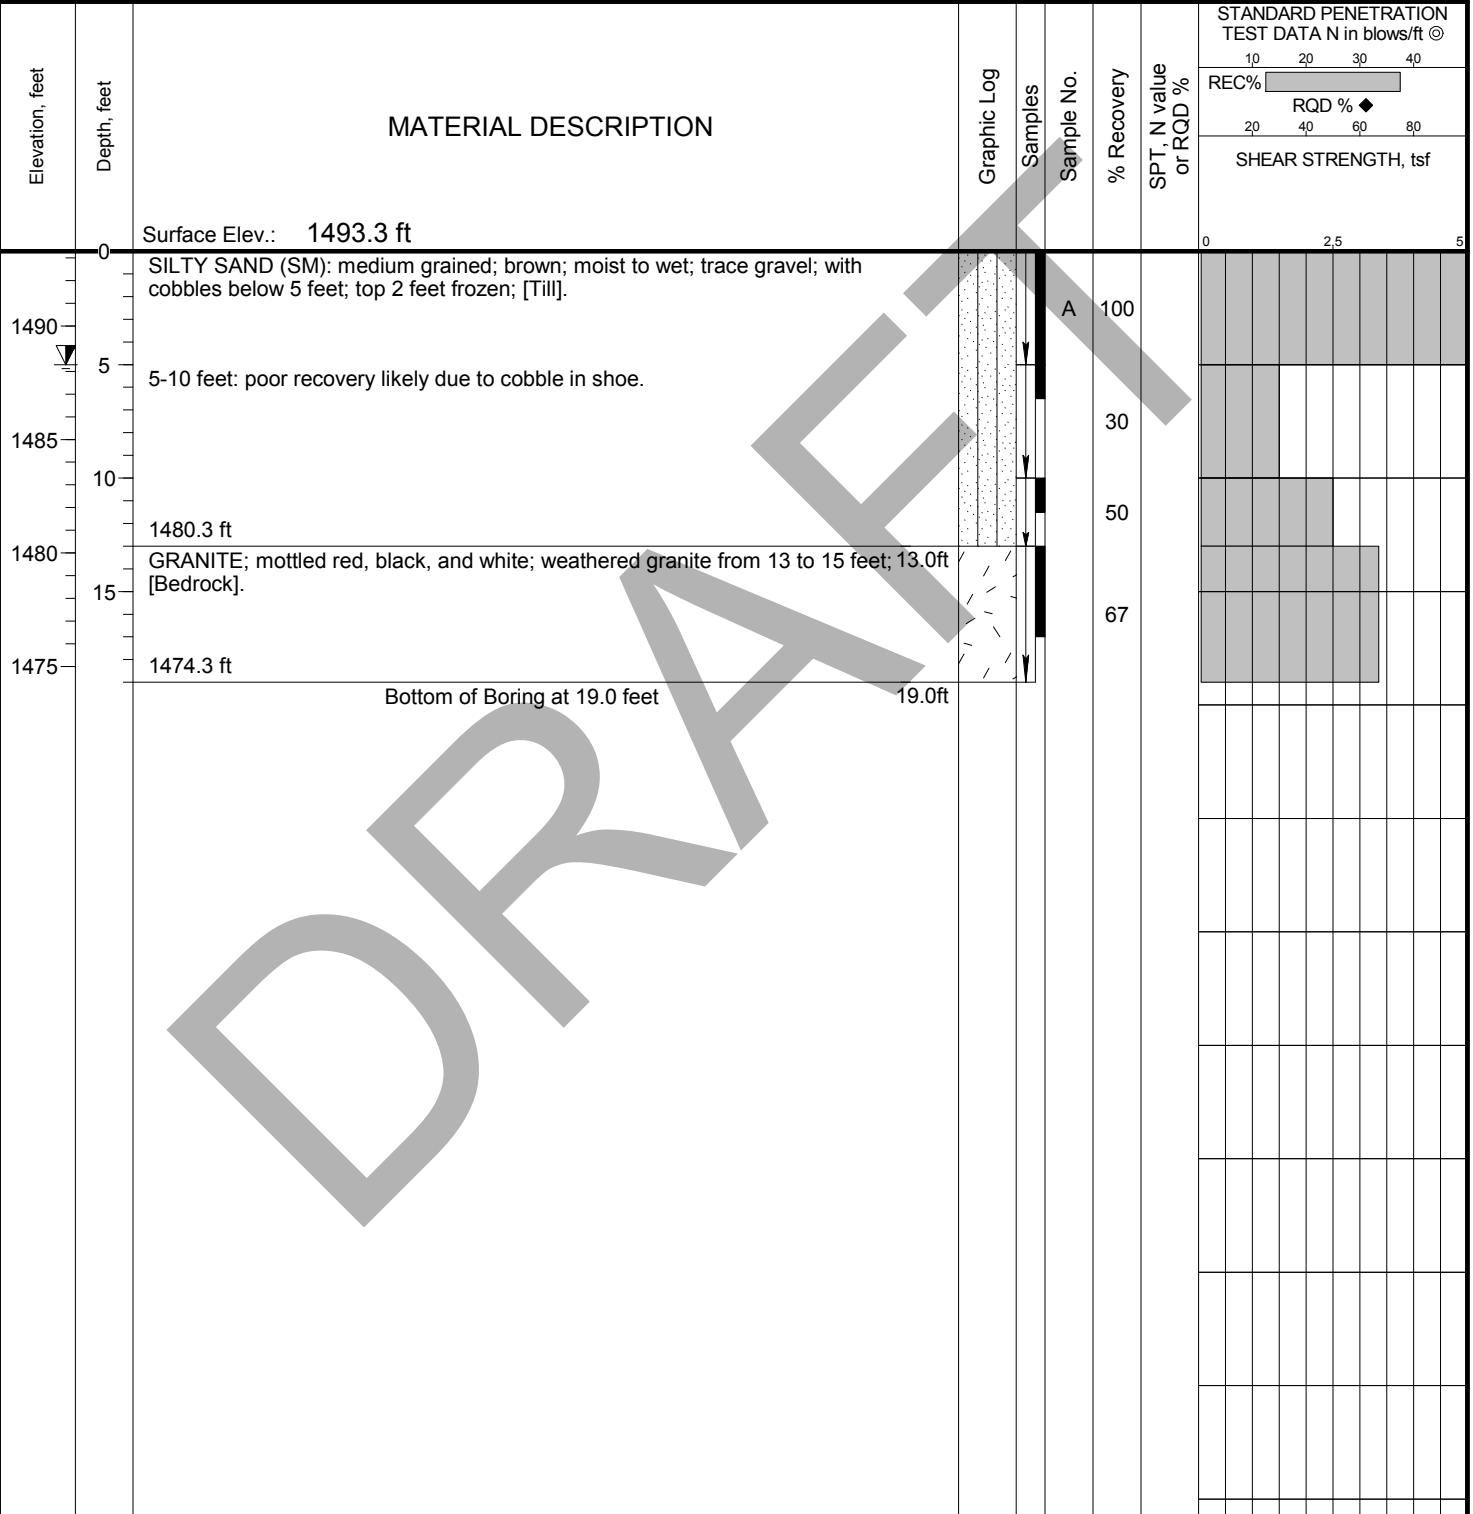 Elevation, feet
Depth, feet
MATERIAL DESCRIPTION
Graphic Log
Samples
Sample No.
% Recovery
SPT, N value
or RQD %
STANDARD PENETRATION
TEST DATA N in blows/ft ◎
10 20 30 40
REC%
RQD % ◆
20 40 60 80
SHEAR STRENGTH, tsf
Surface Elev.: 1493.3 ft
0 2,5 5
0
SILTY SAND (SM): medium grained; brown; moist to wet; trace gravel; with
cobbles below 5 feet; top 2 feet frozen; [Till].
A 100
1490
5
5-10 feet: poor recovery likely due to cobble in shoe.
30
1485
10
50
1480.3 ft
1480
GRANITE; mottled red, black, and white; weathered granite from 13 to 15 feet; 13.0ft
[Bedrock].
15
67
1475
1474.3 ft
Bottom of Boring at 19.0 feet 19.0ft
DRAFT